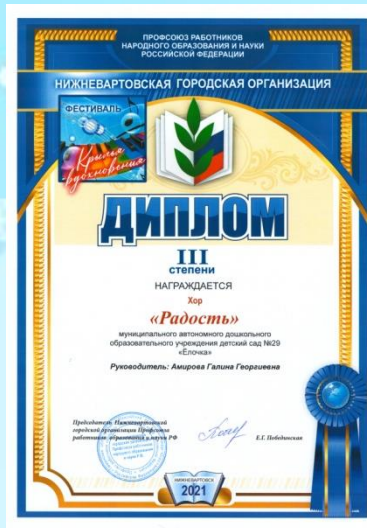 ПРОФСОЮЗ РАБОТНИКОВ
НАРОДНОГО ОБРАЗОВАНИЯ И НАУКИ
РОССИЙСКОЙ ФЕДЕРАЦИИ
НИЖНЕВАРТОВСКАЯ ГОРОДСКАЯ ОРГАНИЗАЦИЯ
ФЕСТИВАЛЬ
Крылья
вдохновения
ДИПЛОМ
III
степени
НАГРАЖДАЕТСЯ
Хор
«Радость»
муниципального автономного дошкольного
образовательного учреждения детский сад №29
«Ёлочка»
Руководитель: Амирова Галина Георгиевна
Председатель Нижневартовской
городской организации Профсоюза
работников образования и науки РФ
Е.Г. Побединская
НИЖНЕВАРТОВСК
2021